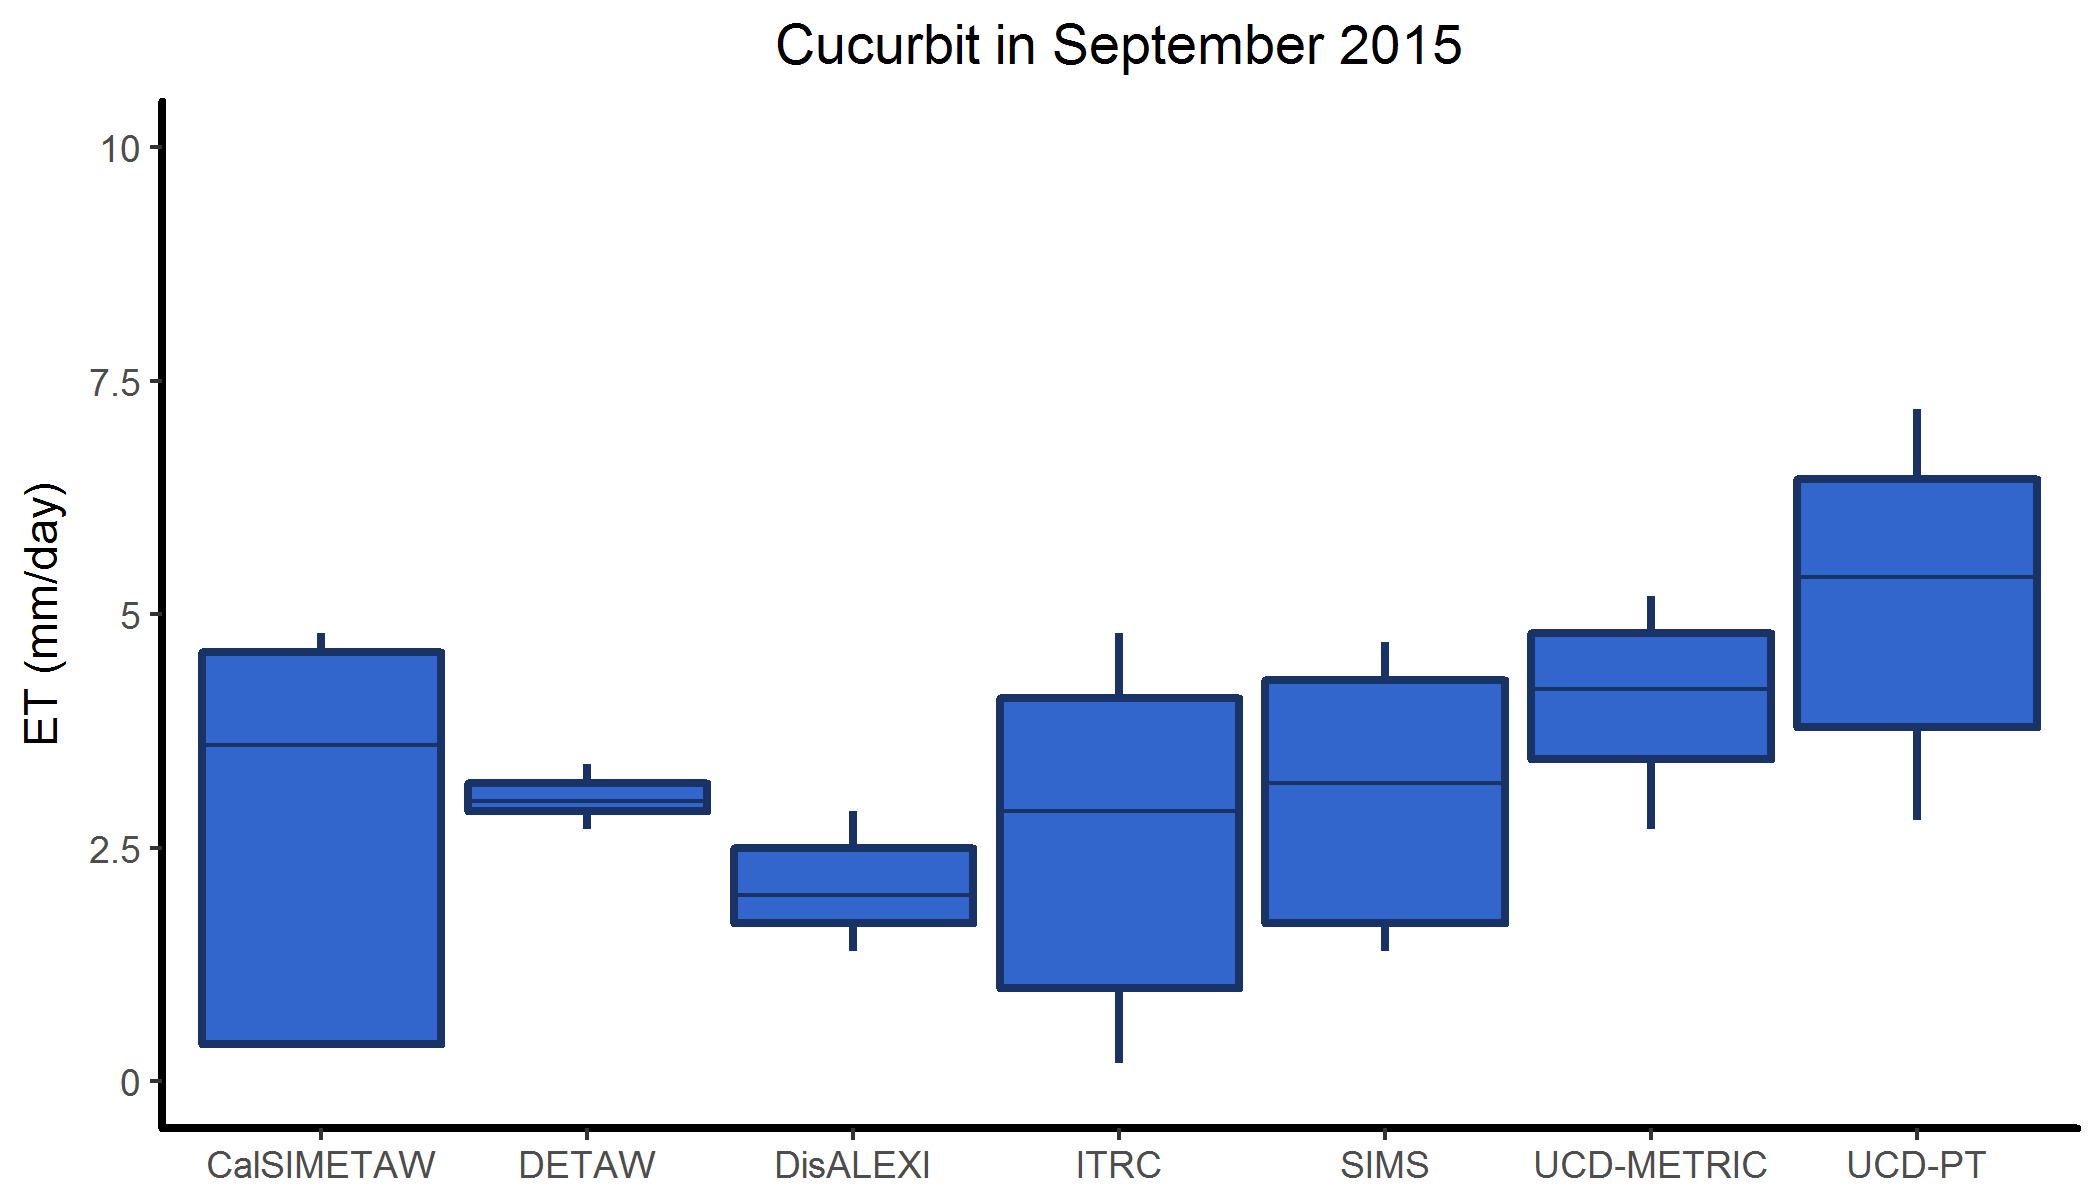 Cucurbit in September 2015
ET (mm/day)
10
7.5
5
2.5
0
CalSIMETAW DETAW DisALEXI ITRC SIMS UCD-METRIC UCD-PT